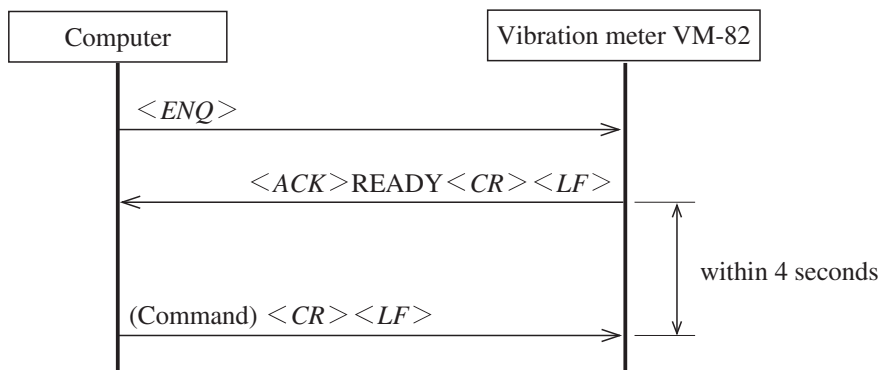 Computer
Vibration meter VM-82
<ENQ>
<ACK>READY<CR><LF>
within 4 seconds
(Command) <CR><LF>